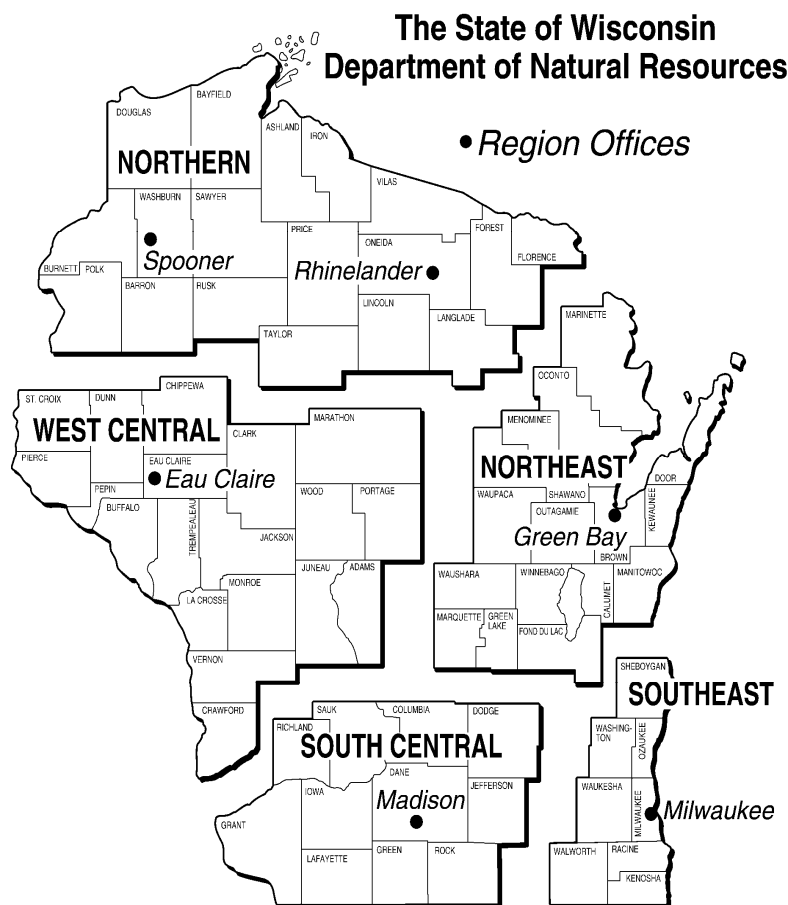 The State of Wisconsin
Department of Natural Resources
Region Offices
NORTHERN
DOUGLAS
BAYFIELD
ASHLAND
IRON
VILAS
WASHBURN
SAWYER
PRICE
ONEIDA
FOREST
FLORENCE
Spooner
Rhinelander
BURNETT
POLK
BARRON
RUSK
LINCOLN
LANGLADE
TAYLOR
WEST CENTRAL
CHIPPEWA
ST. CROIX
DUNN
CLARK
MARATHON
PIERCE
EAU CLAIRE
Eau Claire
PEPIN
BUFFALO
TREMPEALEAU
WOOD
PORTAGE
JACKSON
JUNEAU
ADAMS
MONROE
LA CROSSE
VERNON
CRAWFORD
NORTHEAST
MARINETTE
OCONTO
MENOMINEE
DOOR
WAUPACA
SHAWANO
OUTAGAMIE
KEWAUNEE
Green Bay
BROWN
WAUSHARA
WINNEBAGO
CALUMET
MANITOWOC
MARQUETTE
GREEN
LAKE
FOND DU LAC
SOUTH CENTRAL
SAUK
COLUMBIA
DODGE
RICHLAND
DANE
IOWA
JEFFERSON
Madison
GRANT
LAFAYETTE
GREEN
ROCK
SHEBOYGAN
SOUTHEAST
WASHING-
TON
OZAUKEE
WAUKESHA
MILWAUKEE
Milwaukee
WALWORTH
RACINE
KENOSHA